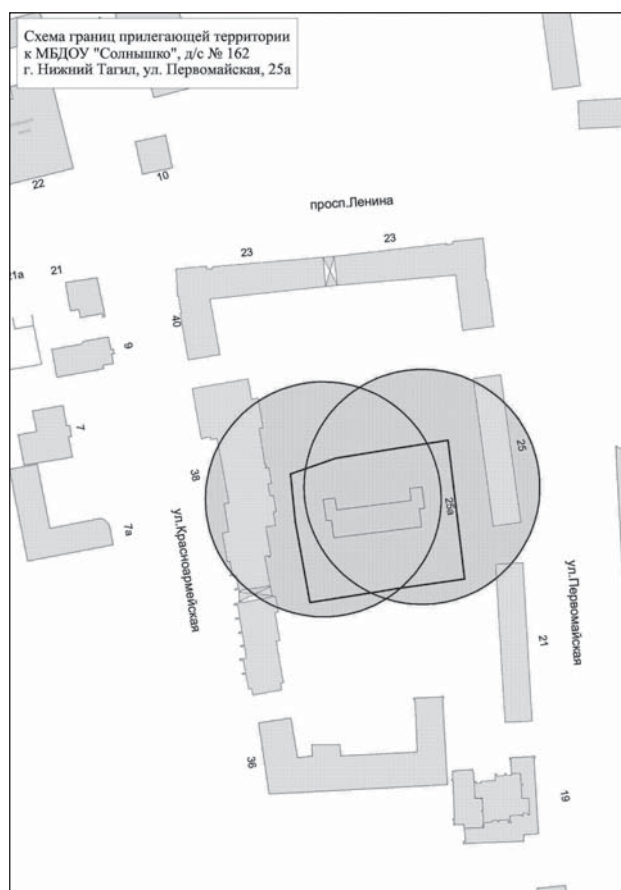 Схема границ прилегающей территории
к МБДОУ "Солнышко", д/с № 162
г. Нижний Тагил, ул. Первомайская, 25а
22
10
просп.Ленина
23
23
21а
21
40
9
7
38
25
25а
7а
ул.Красноармейская
ул.Первомайская
21
36
19